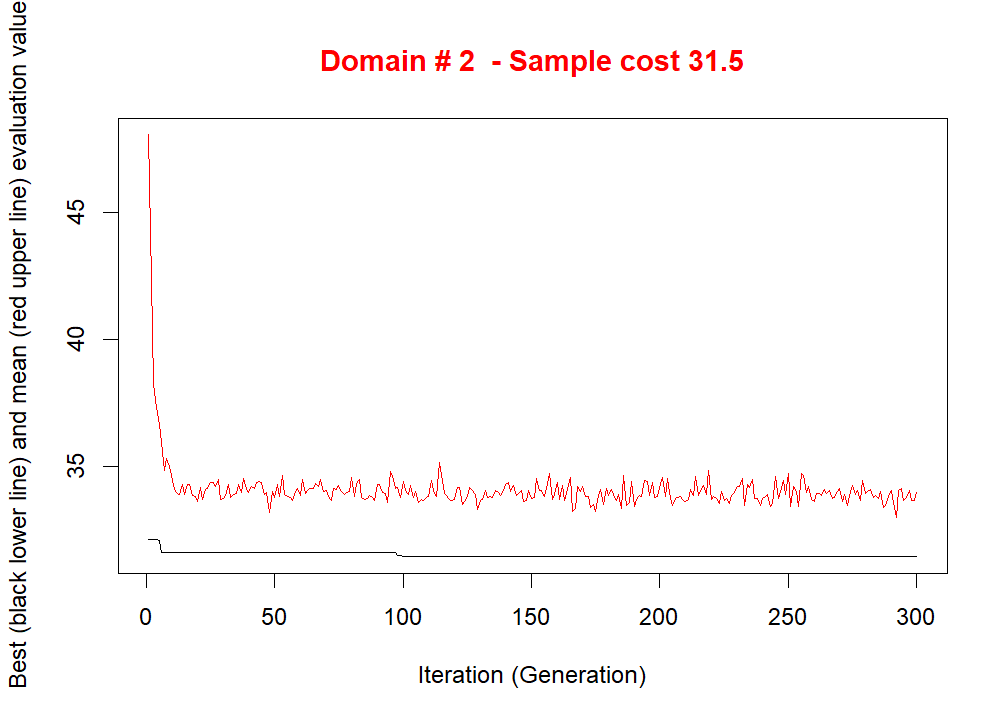 Domain # 2  - Sample cost 31.5
Best (black lower line) and mean (red upper line) evaluation value
45
40
35
0 50 100 150 200 250 300
Iteration (Generation)